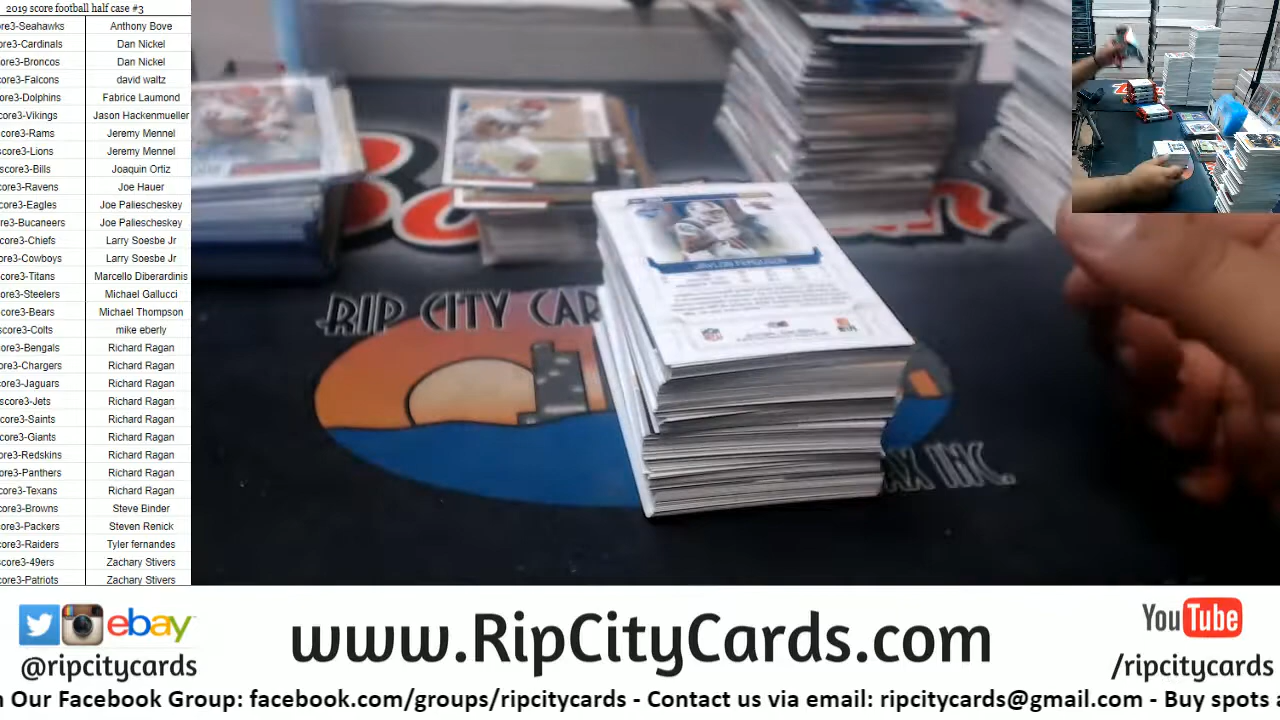 2019 score football half case #3
ore3-Seahawks Anthony Bove
ore3-Cardinals Dan Nickel
core3-Broncos Dan Nickel
core3-Falcons david waltz
ore3-Dolphins Fabrice Laumond
core3-Vikings Jason Hackenmueller
core3-Rams Jeremy Mennel
score3-Lions Jeremy Mennel
score3-Bills Joaquin Ortiz
core3-Ravens Joe Hauer
core3-Eagles Joe Paliescheskey
ore3-Bucaneers Joe Paliescheskey
core3-Chiefs Larry Soesbe Jr
ore3-Cowboys Larry Soesbe Jr
core3-Titans Marcello Diberardinis
core3-Steelers Michael Gallucci
core3-Bears Michael Thompson
score3-Colts mike eberly
ore3-Bengals Richard Ragan
ore3-Chargers Richard Ragan
ore3-Jaguars Richard Ragan
score3-Jets Richard Ragan
core3-Saints Richard Ragan
core3-Giants Richard Ragan
ore3-Redskins Richard Ragan
ore3-Panthers Richard Ragan
core3-Texans Richard Ragan
core3-Browns Steve Binder
ore3-Packers Steven Renick
core3-Raiders Tyler fernandes
score3-49ers Zachary Stivers
core3-Patriots Zachary Stivers
RIP CITY CAR
INC.
ebay
@ripcitycards
www.RipCityCards.com
YouTube
/ripcitycards
n Our Facebook Group: facebook.com/groups/ripcitycards - Contact us via email: ripcitycards@gmail.com - Buy spots a